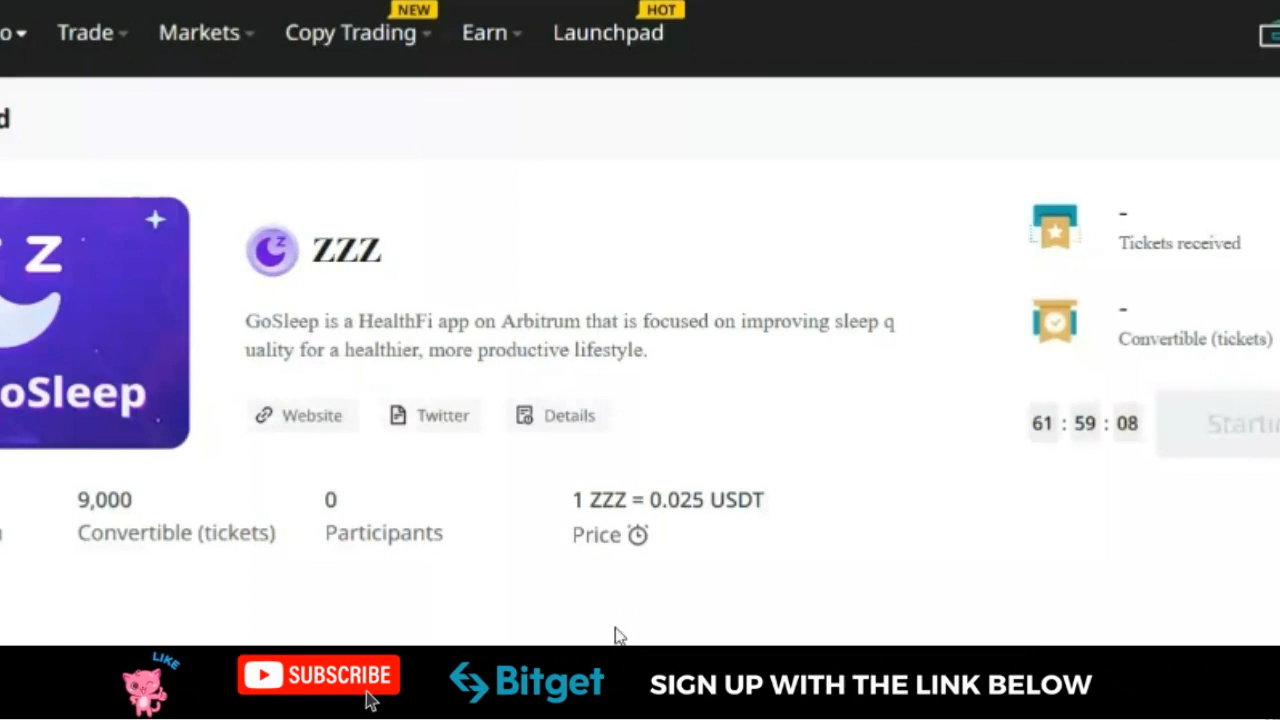 NEW
HOT
o
Trade
Markets
Copy Trading
Earn
Launchpad
d
z
oSleep
z
ZZZ
GoSleep is a HealthFi app on Arbitrum that is focused on improving sleep q
uality for a healthier, more productive lifestyle.
Website
Twitter
Details
-
Tickets received
-
Convertible (tickets)
61 : 59 : 08
Starti
9,000
Convertible (tickets)
0
Participants
1 ZZZ = 0.025 USDT
Price
LIKE
SUBSCRIBE
Bitget
SIGN UP WITH THE LINK BELOW